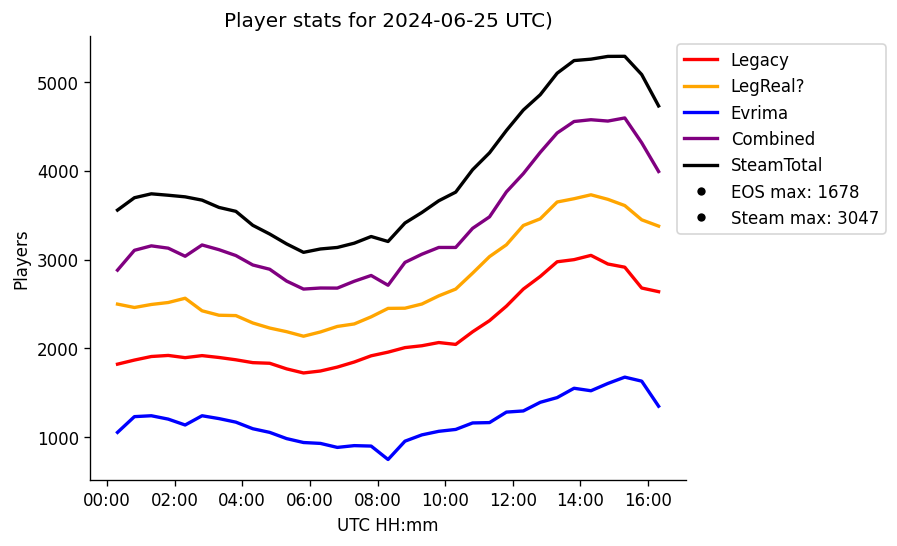 Player stats for 2024-06-25 UTC)
Legacy
LegReal?
Evrima
Combined
SteamTotal
EOS max: 1678
Steam max: 3047
Players
5000
4000
3000
2000
1000
00:00 02:00 04:00 06:00 08:00 10:00 12:00 14:00 16:00
UTC HH:mm